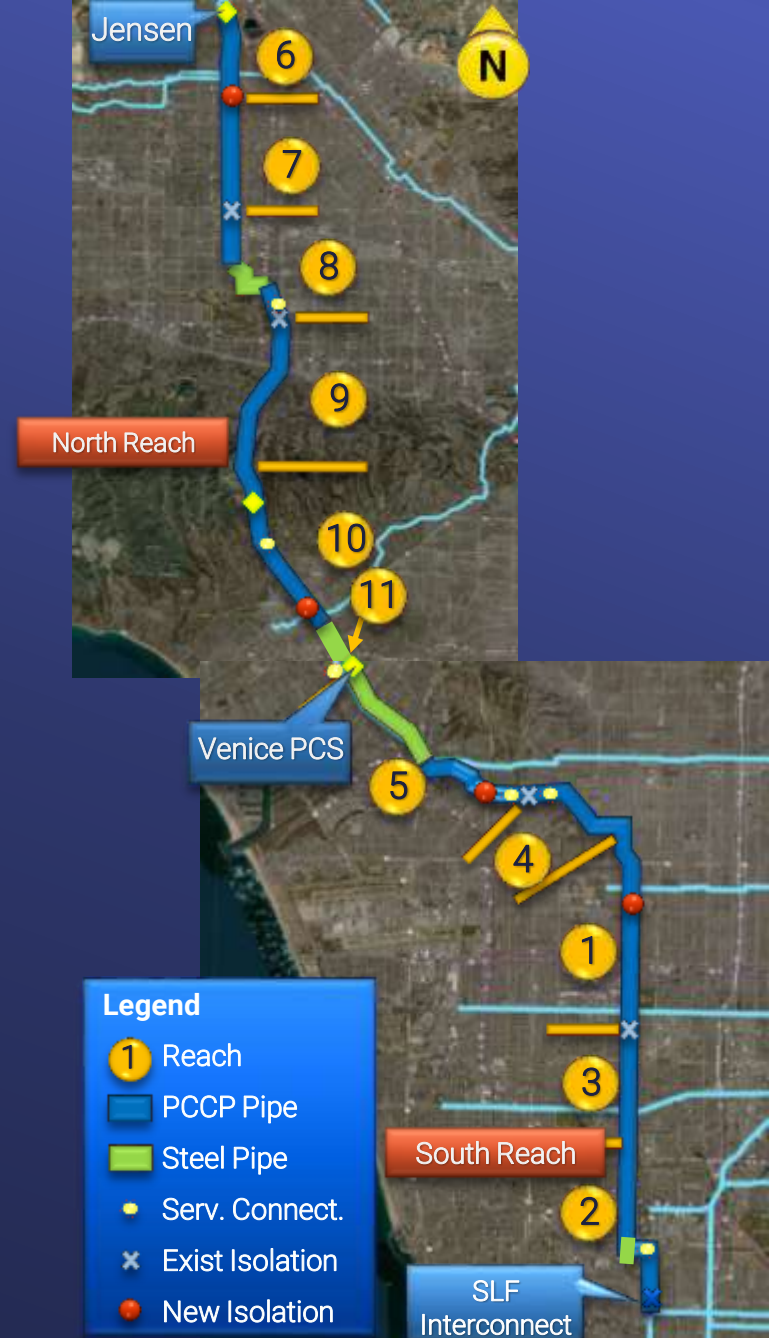 Jensen
N
6
7
8
9
North Reach
10
11
Venice PCS
5
4
1
3
South Reach
2
SLF
Interconnect
Legend
1 Reach
PCCP Pipe
Steel Pipe
Serv. Connect.
Exist Isolation
New Isolation